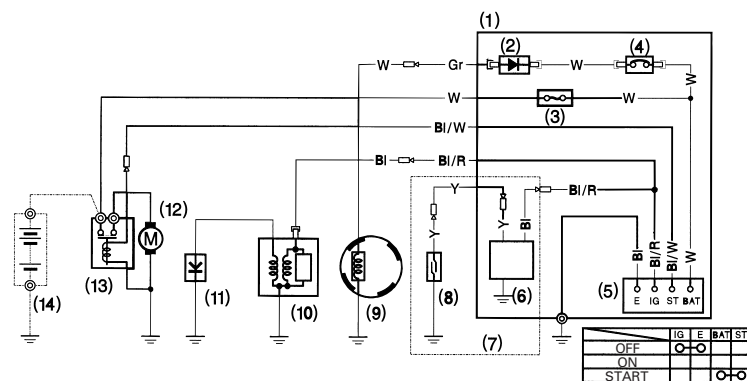 (1)
(2)
(4)
W
Gr
W
W
W
W
(3)
Bl/W
Bl
Bl/R
Y
Bl/R
Y
Y
Bl
Bl
Bl/R
Bl/W
W
(12)
M
(5)
E IG ST BAT
(14)
(13)
(11)
(10)
(9)
(8)
(6)
(7)
IG E BAT ST
OFF
ON
START